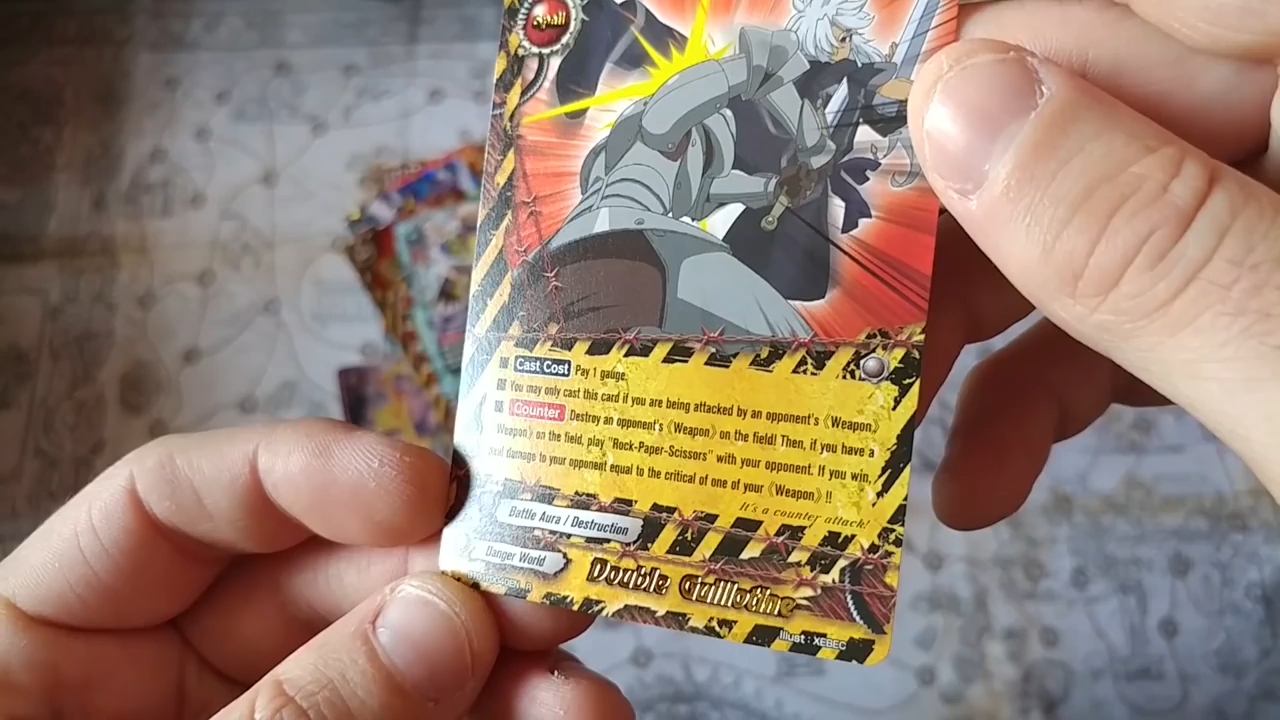 Spell
Cast Cost Pay 1 gauge.
You may only cast this card if you are being attacked by an opponent's 《Weapon》
Counter Destroy an opponent's 《Weapon》 on the field! Then, if you have a
Weapon》 on the field, play "Rock-Paper-Scissors" with your opponent. If you win,
damage to your opponent equal to the critical of one of your 《Weapon》 !!
It's a counter attack!
Battle Aura / Destruction
Danger World
Double Guillotine
Illust : XEBEC